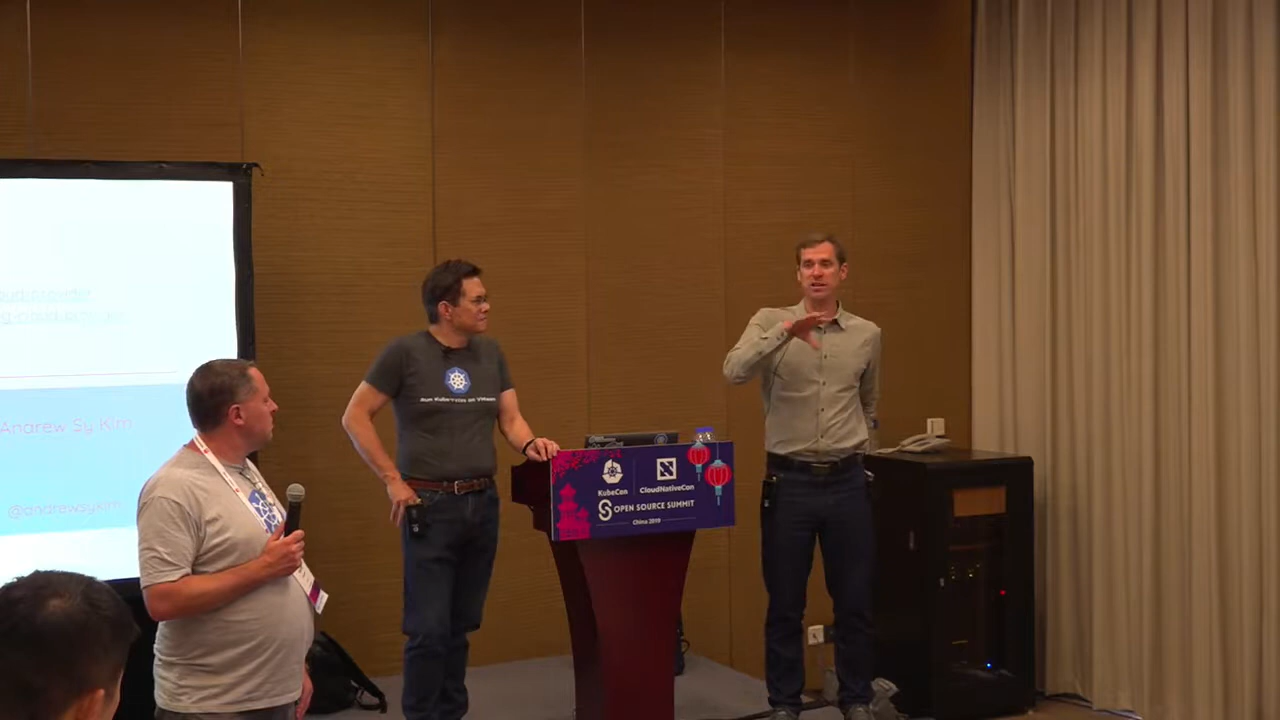 Andrew Sy Kim
@andrewsykim
Run Kubernetes on VMware
KubeCon
CloudNativeCon
OPEN SOURCE SUMMIT
China 2019